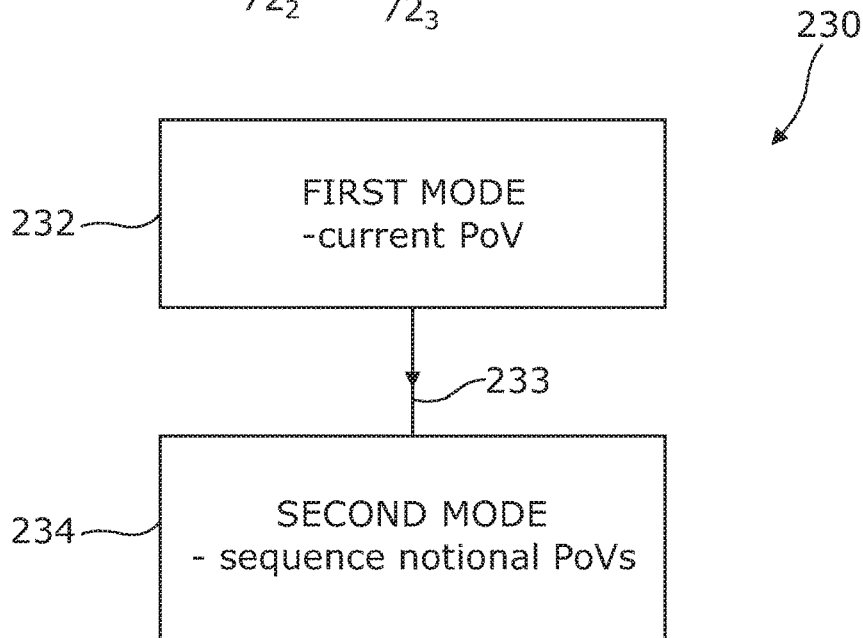 72₂ 72₃
230
FIRST MODE
232
-current PoV
233
SECOND MODE
234
- sequence notional PoVs